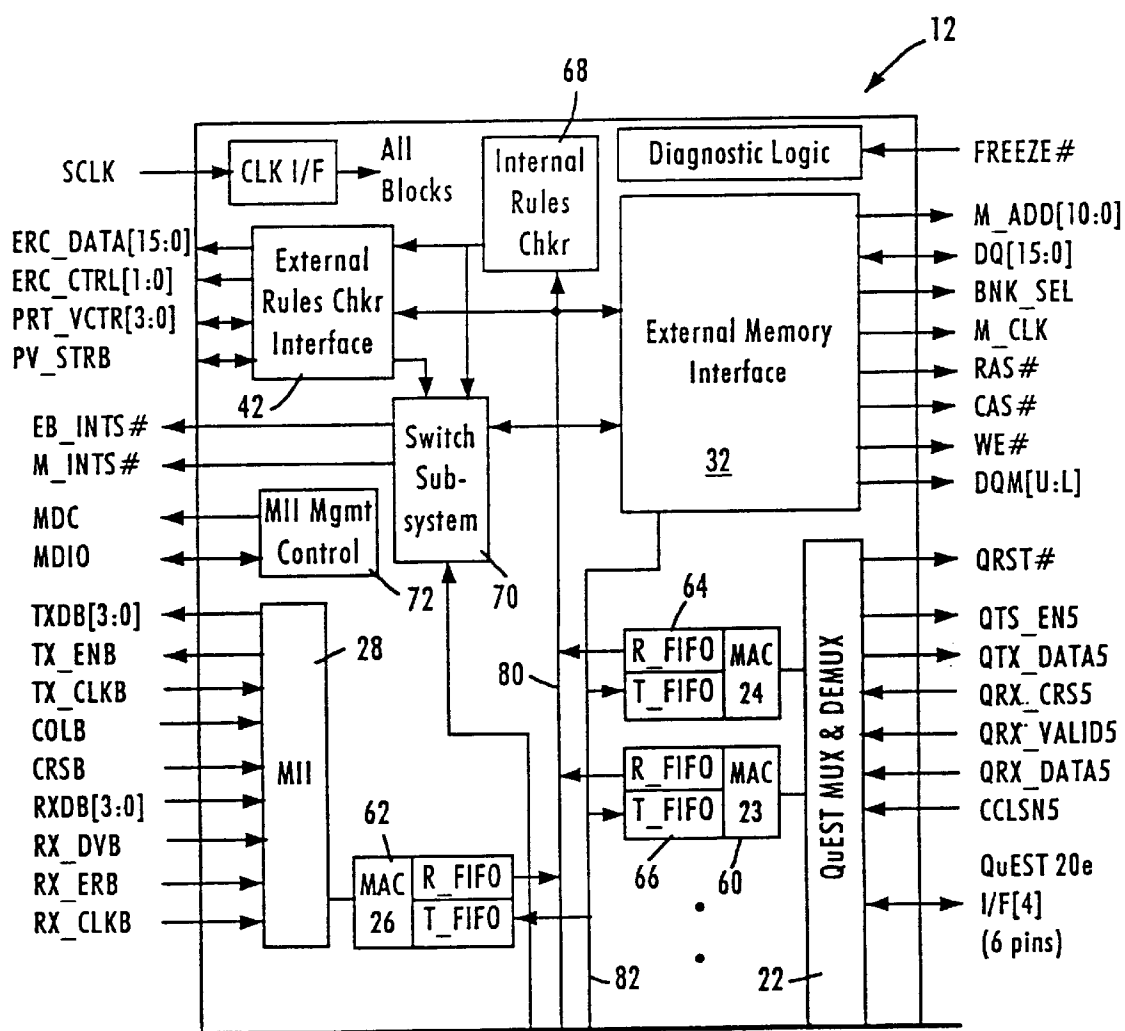 12
68
SCLK
CLK I/F
All
Blocks
Internal
Rules
Chkr
Diagnostic Logic
FREEZE#
ERC_DATA[15:0]
ERC_CTRL[1:0]
PRT_VCTR[3:0]
PV_STRB
External
Rules Chkr
Interface
42
External Memory
Interface
32
M_ADD[10:0]
DQ[15:0]
BNK_SEL
M_CLK
RAS#
CAS#
WE#
DQM[U:L]
EB_INTS#
M_INTS#
Switch
Sub-
system
70
MDC
MDIO
MII Mgmt
Control
72
TXDB[3:0]
TX_ENB
TX_CLKB
COLB
CRSB
RXDB[3:0]
RX_DVB
RX_ERB
RX_CLKB
MII
28
62
MAC
26
R_FIFO
T_FIFO
80
82
64
R_FIFO
T_FIFO
MAC
24
R_FIFO
T_FIFO
MAC
23
66
60
QuEST MUX & DEMUX
22
QRST#
QTS_EN5
QTX_DATA5
QRX_CRS5
QRX_VALID5
QRX_DATA5
CCLSN5
QuEST 20e
I/F[4]
(6 pins)